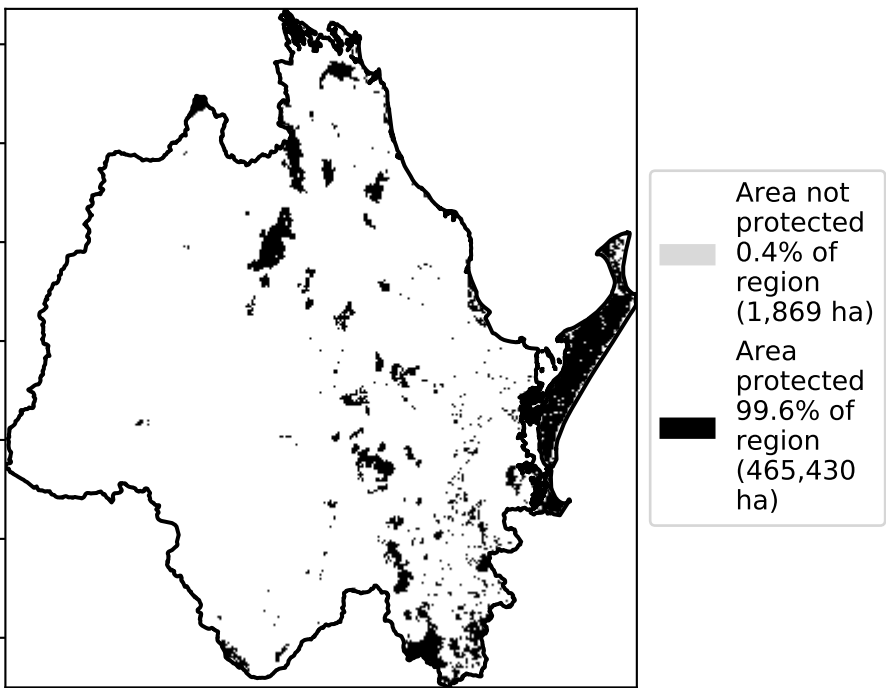 Area not
protected
0.4% of
region
(1,869 ha)
Area
protected
99.6% of
region
(465,430
ha)